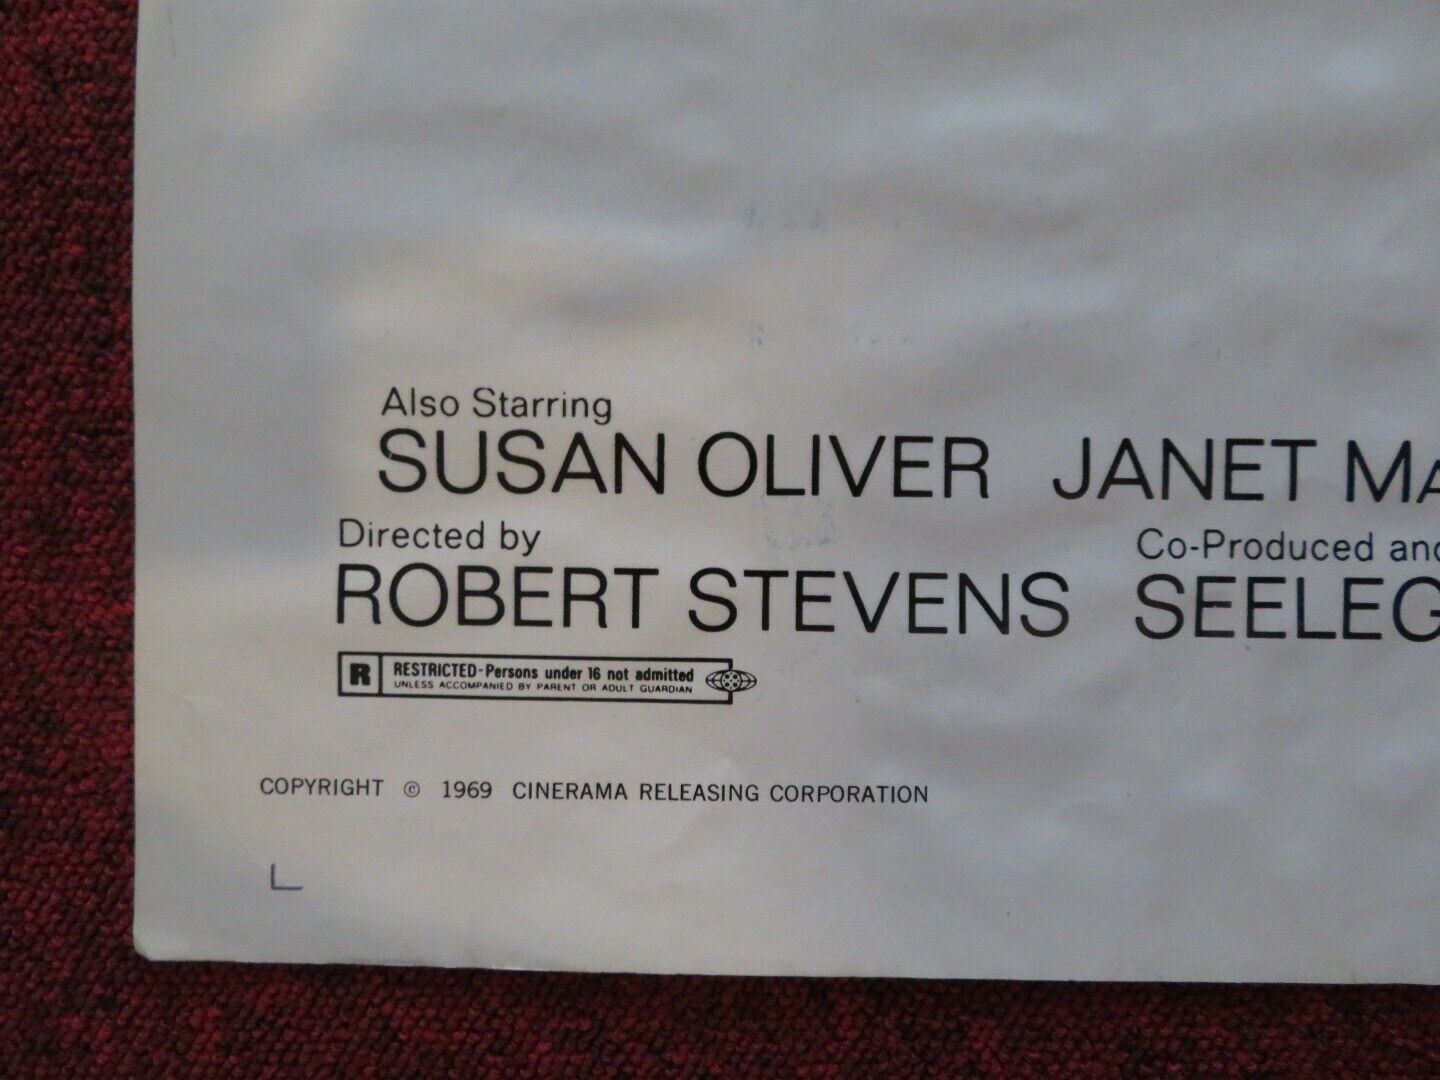 Also Starring
SUSAN OLIVER JANET MA
Directed by Co-Produced and
ROBERT STEVENS SEELEG
R RESTRICTED-Persons under 16 not admitted
UNLESS ACCOMPANIED BY PARENT OR ADULT GUARDIAN
COPYRIGHT © 1969 CINERAMA RELEASING CORPORATION